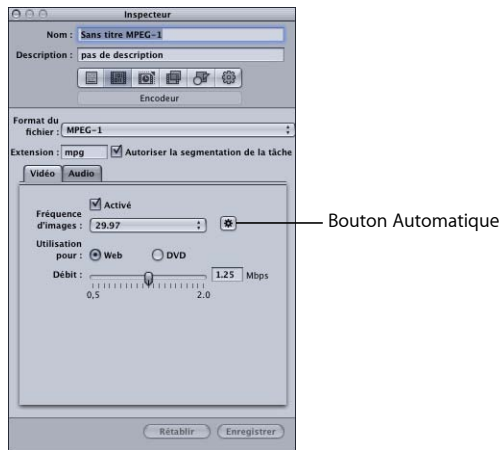 Inspecteur
Nom : Sans titre MPEG-1
Description : pas de description
Encodeur
Format du
fichier : MPEG-1
Extension : mpg Autoriser la segmentation de la tâche
Vidéo Audio
Activé
Fréquence
d'images : 29.97
Bouton Automatique
Utilisation
pour : Web DVD
Débit : 1.25 Mbps
0,5 2.0
Rétablir Enregistrer